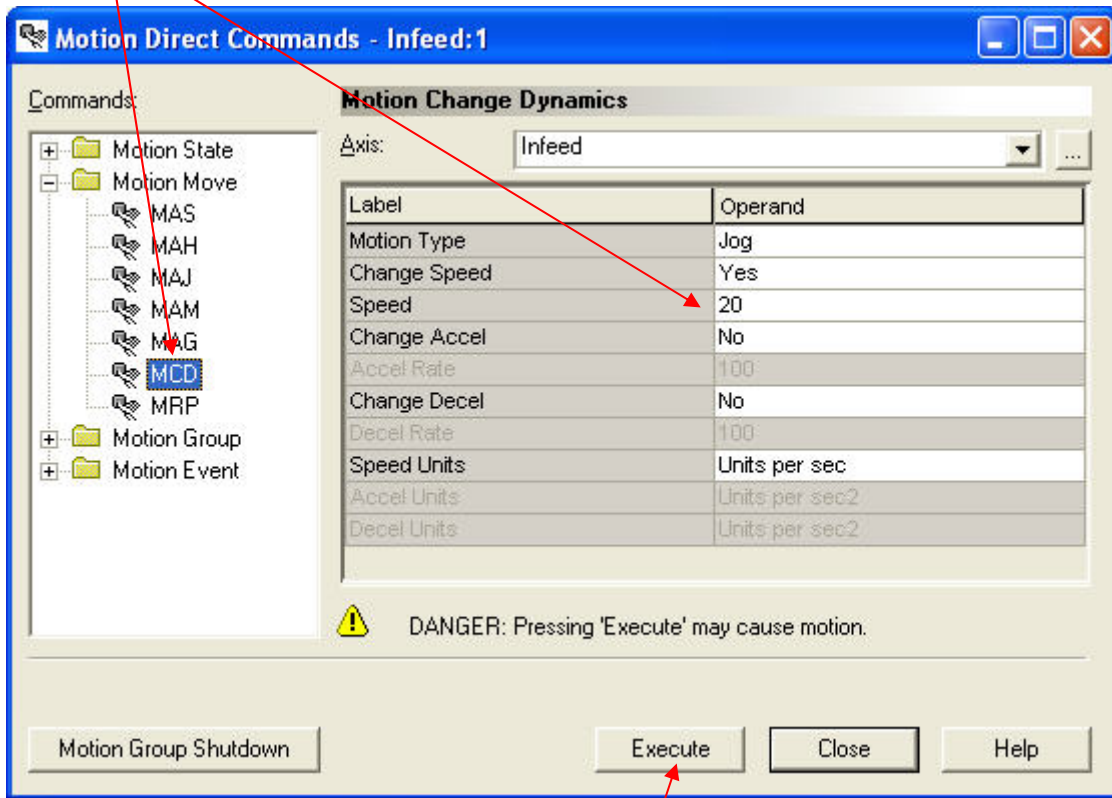 Motion Direct Commands - Infeed:1
Commands:
Motion State
Motion Move
MAS
MAH
MAJ
MAM
MAG
MCD
MRP
Motion Group
Motion Event
Motion Change Dynamics
Axis: Infeed ...
Label Operand
Motion Type Jog
Change Speed Yes
Speed 20
Change Accel No
Accel Rate 100
Change Decel No
Decel Rate 100
Speed Units Units per sec
Accel Units Units per sec2
Decel Units Units per sec2
DANGER: Pressing 'Execute' may cause motion.
Motion Group Shutdown Execute Close Help